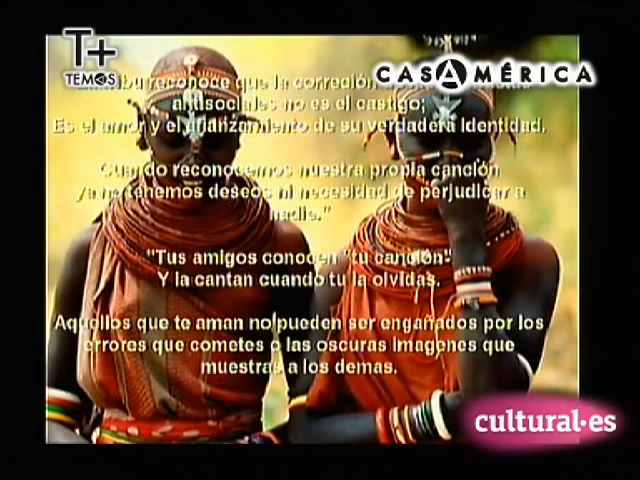 T+
TEMOS
CASAMÉRICA
tribu reconoce que la corrección
antisociales no es el castigo;
Es el amor y el afianzamiento de su verdadera identidad.
Cuando reconocemos nuestra propia canción
ya no tenemos deseos ni necesidad de perjudicar a
nadie."
"Tus amigos conocen "tu canción"
Y la cantan cuando tu la olvidas.
Aquellos que te aman no pueden ser engañados por los
errores que cometes o las oscuras imagenes que
muestras a los demas.
cultural·es